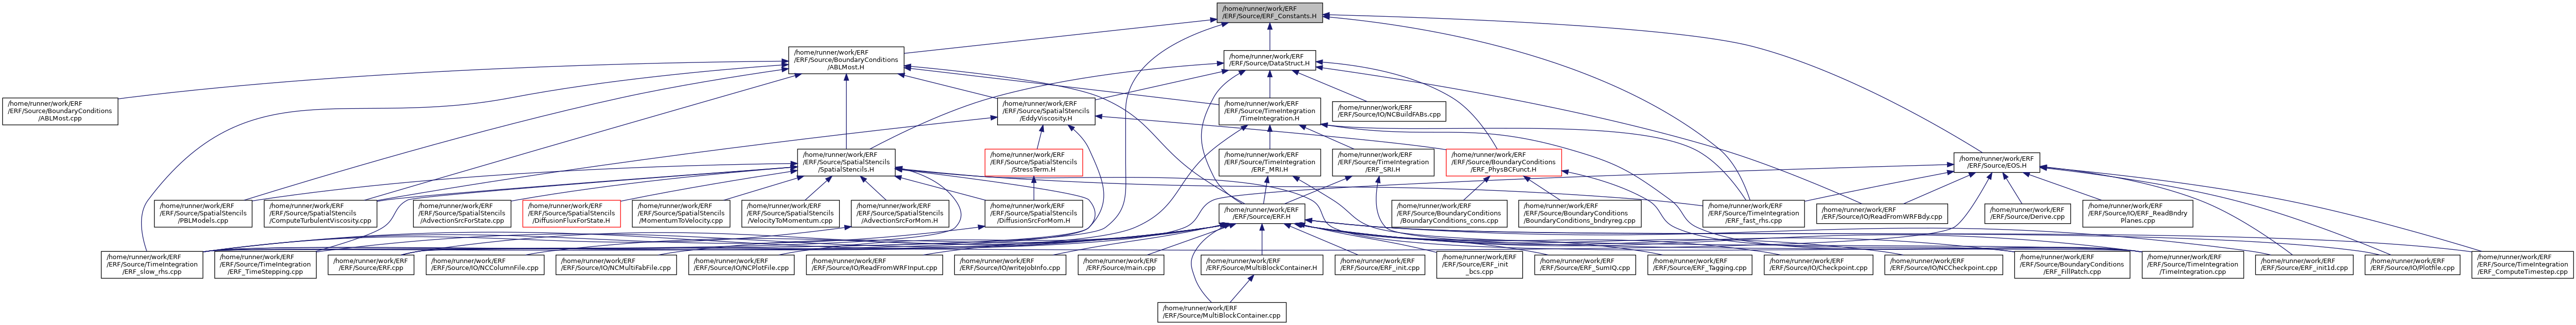 /home/runner/work/ERF
/ERF/Source/ERF_Constants.H
/home/runner/work/ERF
/ERF/Source/BoundaryConditions
/ABLMost.H
/home/runner/work/ERF
/ERF/Source/DataStruct.H
/home/runner/work/ERF
/ERF/Source/BoundaryConditions
/ABLMost.cpp
/home/runner/work/ERF
/ERF/Source/SpatialStencils
/EddyViscosity.H
/home/runner/work/ERF
/ERF/Source/TimeIntegration
/TimeIntegration.H
/home/runner/work/ERF
/ERF/Source/IO/NCBuildFABs.cpp
/home/runner/work/ERF
/ERF/Source/SpatialStencils
/SpatialStencils.H
/home/runner/work/ERF
/ERF/Source/SpatialStencils
/StressTerm.H
/home/runner/work/ERF
/ERF/Source/TimeIntegration
/ERF_MRI.H
/home/runner/work/ERF
/ERF/Source/TimeIntegration
/ERF_SRI.H
/home/runner/work/ERF
/ERF/Source/BoundaryConditions
/ERF_PhysBCFunct.H
/home/runner/work/ERF
/ERF/Source/EOS.H
/home/runner/work/ERF
/ERF/Source/SpatialStencils
/PBLModels.cpp
/home/runner/work/ERF
/ERF/Source/SpatialStencils
/ComputeTurbulentViscosity.cpp
/home/runner/work/ERF
/ERF/Source/SpatialStencils
/AdvectionSrcForState.cpp
/home/runner/work/ERF
/ERF/Source/SpatialStencils
/DiffusionFluxForState.H
/home/runner/work/ERF
/ERF/Source/SpatialStencils
/MomentumToVelocity.cpp
/home/runner/work/ERF
/ERF/Source/SpatialStencils
/VelocityToMomentum.cpp
/home/runner/work/ERF
/ERF/Source/SpatialStencils
/AdvectionSrcForMom.H
/home/runner/work/ERF
/ERF/Source/SpatialStencils
/DiffusionSrcForMom.H
/home/runner/work/ERF
/ERF/Source/ERF.H
/home/runner/work/ERF
/ERF/Source/BoundaryConditions
/BoundaryConditions_cons.cpp
/home/runner/work/ERF
/ERF/Source/BoundaryConditions
/BoundaryConditions_bndryreg.cpp
/home/runner/work/ERF
/ERF/Source/TimeIntegration
/ERF_fast_rhs.cpp
/home/runner/work/ERF
/ERF/Source/IO/ReadFromWRFBdy.cpp
/home/runner/work/ERF
/ERF/Source/Derive.cpp
/home/runner/work/ERF
/ERF/Source/IO/ERF_ReadBndry
Planes.cpp
/home/runner/work/ERF
/ERF/Source/TimeIntegration
/ERF_slow_rhs.cpp
/home/runner/work/ERF
/ERF/Source/TimeIntegration
/ERF_TimeStepping.cpp
/home/runner/work/ERF
/ERF/Source/ERF.cpp
/home/runner/work/ERF
/ERF/Source/IO/NCColumnFile.cpp
/home/runner/work/ERF
/ERF/Source/IO/NCMultiFabFile.cpp
/home/runner/work/ERF
/ERF/Source/IO/NCPlotFile.cpp
/home/runner/work/ERF
/ERF/Source/IO/ReadFromWRFInput.cpp
/home/runner/work/ERF
/ERF/Source/IO/writeJobInfo.cpp
/home/runner/work/ERF
/ERF/Source/main.cpp
/home/runner/work/ERF
/ERF/Source/MultiBlockContainer.H
/home/runner/work/ERF
/ERF/Source/ERF_init.cpp
/home/runner/work/ERF
/ERF/Source/ERF_init
_bcs.cpp
/home/runner/work/ERF
/ERF/Source/ERF_SumIQ.cpp
/home/runner/work/ERF
/ERF/Source/ERF_Tagging.cpp
/home/runner/work/ERF
/ERF/Source/IO/Checkpoint.cpp
/home/runner/work/ERF
/ERF/Source/IO/NCCheckpoint.cpp
/home/runner/work/ERF
/ERF/Source/BoundaryConditions
/ERF_FillPatch.cpp
/home/runner/work/ERF
/ERF/Source/TimeIntegration
/TimeIntegration.cpp
/home/runner/work/ERF
/ERF/Source/ERF_init1d.cpp
/home/runner/work/ERF
/ERF/Source/IO/Plotfile.cpp
/home/runner/work/ERF
/ERF/Source/TimeIntegration
/ERF_ComputeTimestep.cpp
/home/runner/work/ERF
/ERF/Source/MultiBlockContainer.cpp